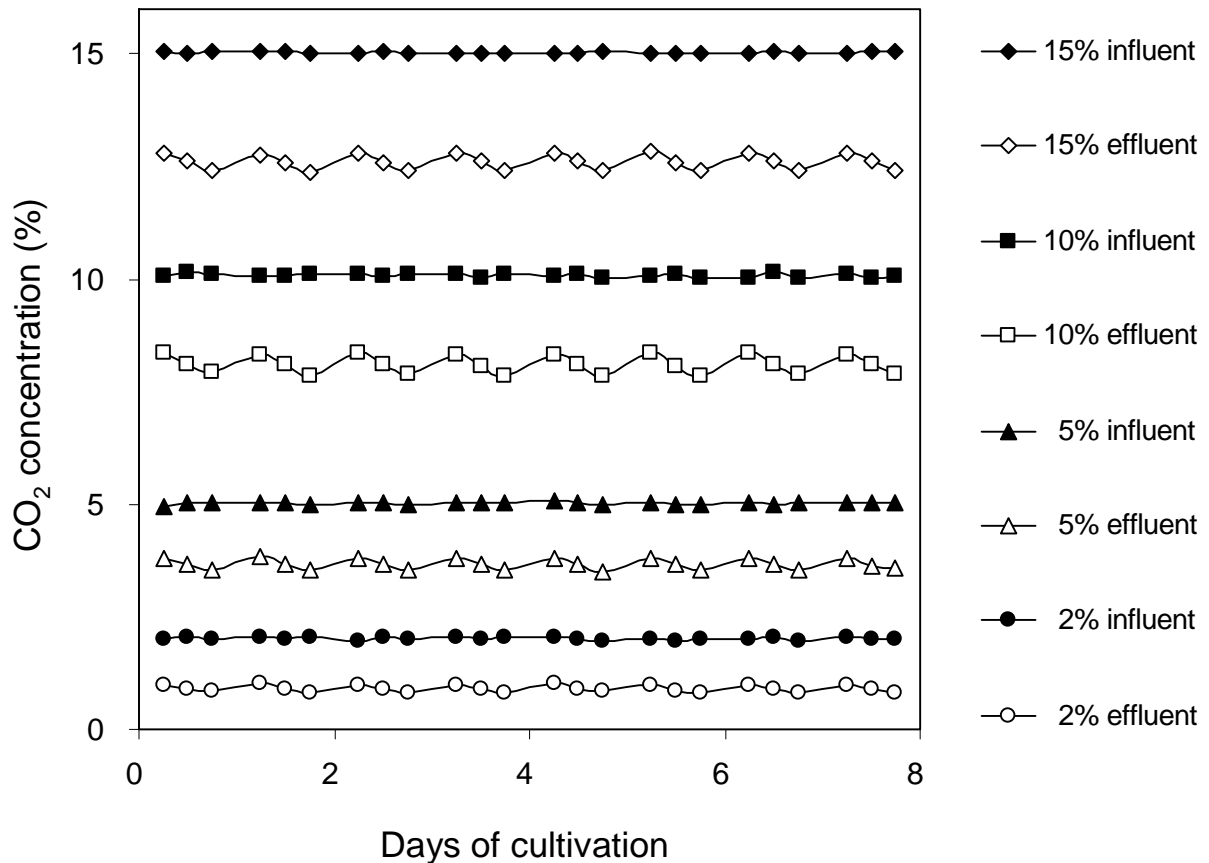 15
10
5
0
CO₂ concentration (%)
0 2 4 6 8
Days of cultivation
15% influent
15% effluent
10% influent
10% effluent
5% influent
5% effluent
2% influent
2% effluent